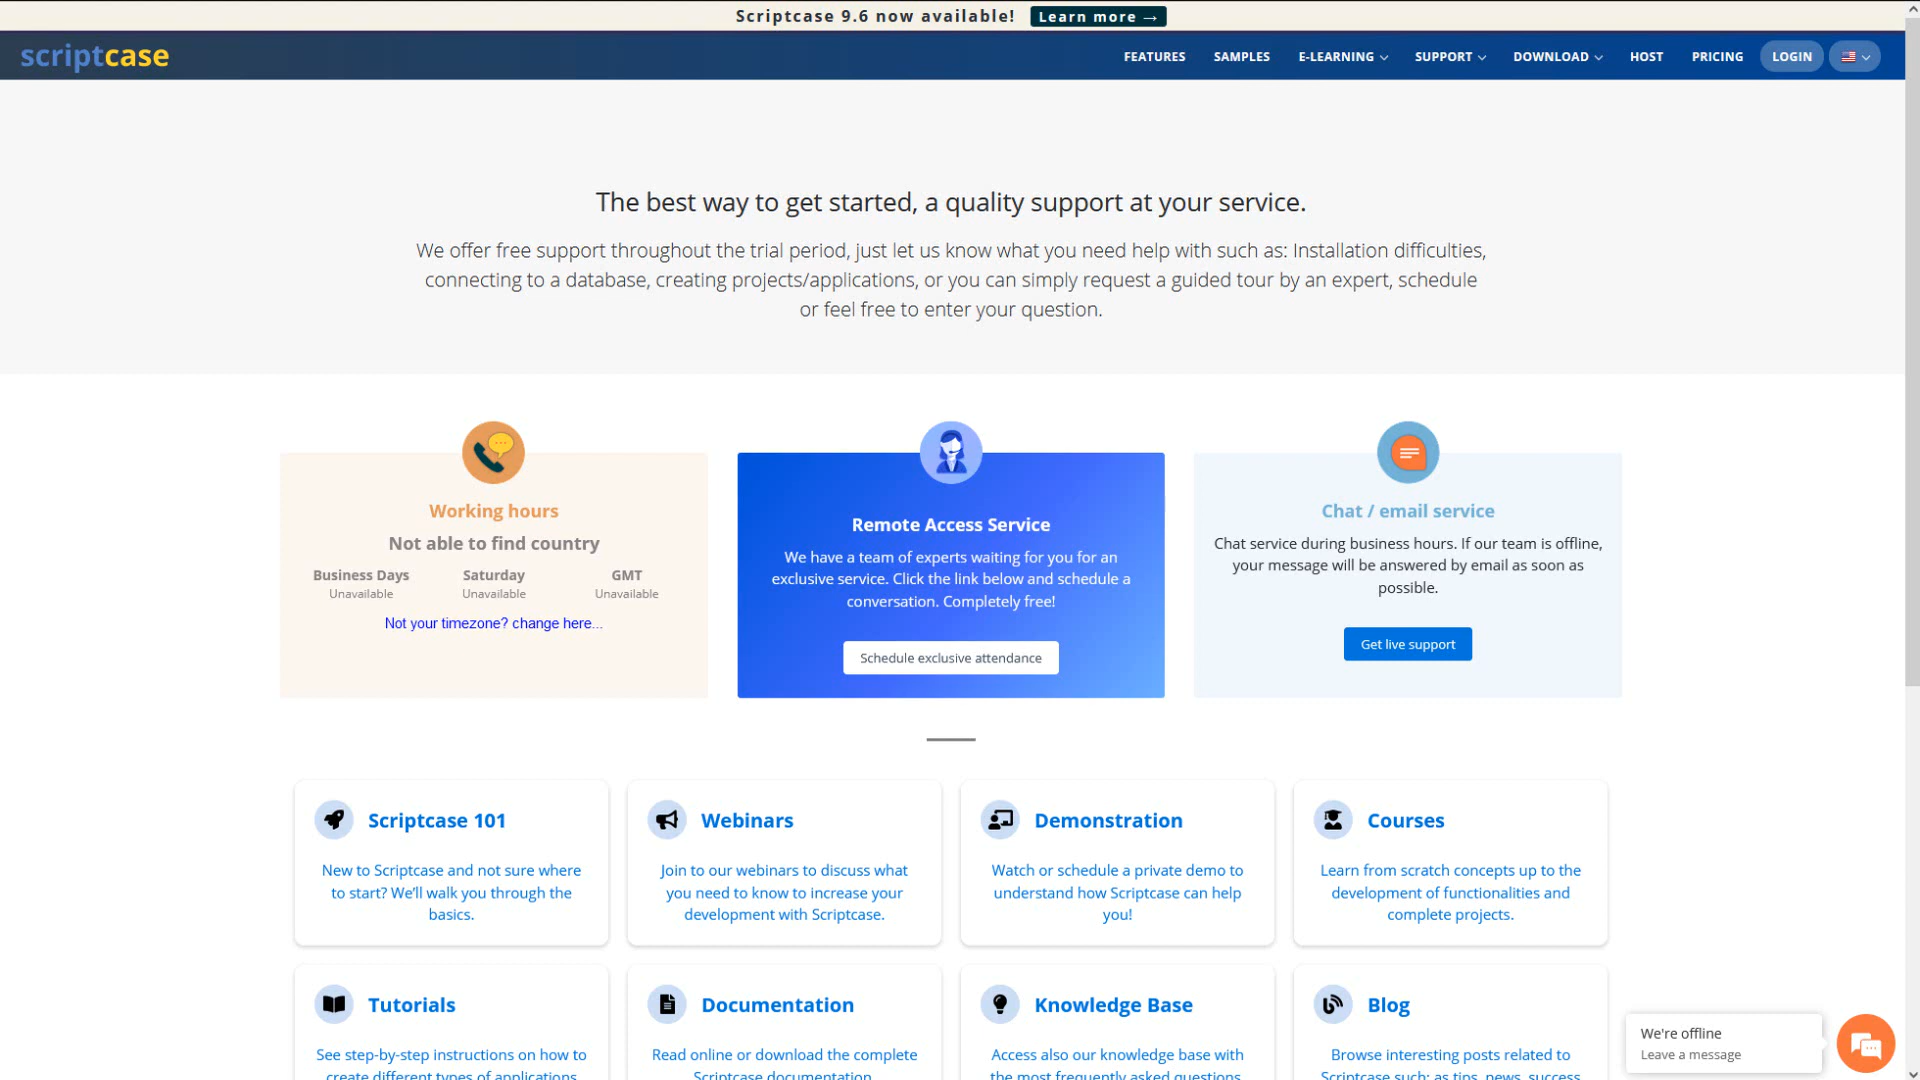 Scriptcase 9.6 now available! Learn more →
scriptcase
FEATURES SAMPLES E-LEARNING SUPPORT DOWNLOAD HOST PRICING LOGIN
The best way to get started, a quality support at your service.
We offer free support throughout the trial period, just let us know what you need help with such as: Installation difficulties,
connecting to a database, creating projects/applications, or you can simply request a guided tour by an expert, schedule
or feel free to enter your question.
Working hours
Not able to find country
Business Days Saturday GMT
Unavailable Unavailable Unavailable
Not your timezone? change here...
Remote Access Service
We have a team of experts waiting for you for an
exclusive service. Click the link below and schedule a
conversation. Completely free!
Schedule exclusive attendance
Chat / email service
Chat service during business hours. If our team is offline,
your message will be answered by email as soon as
possible.
Get live support
Scriptcase 101
New to Scriptcase and not sure where
to start? We'll walk you through the
basics.
Webinars
Join to our webinars to discuss what
you need to know to increase your
development with Scriptcase.
Demonstration
Watch or schedule a private demo to
understand how Scriptcase can help
you!
Courses
Learn from scratch concepts up to the
development of functionalities and
complete projects.
Tutorials
See step-by-step instructions on how to
create different types of applications
Documentation
Read online or download the complete
Scriptcase documentation
Knowledge Base
Access also our knowledge base with
the most frequently asked questions
Blog
Browse interesting posts related to
Scriptcase such: as tips, news, success
We're offline
Leave a message